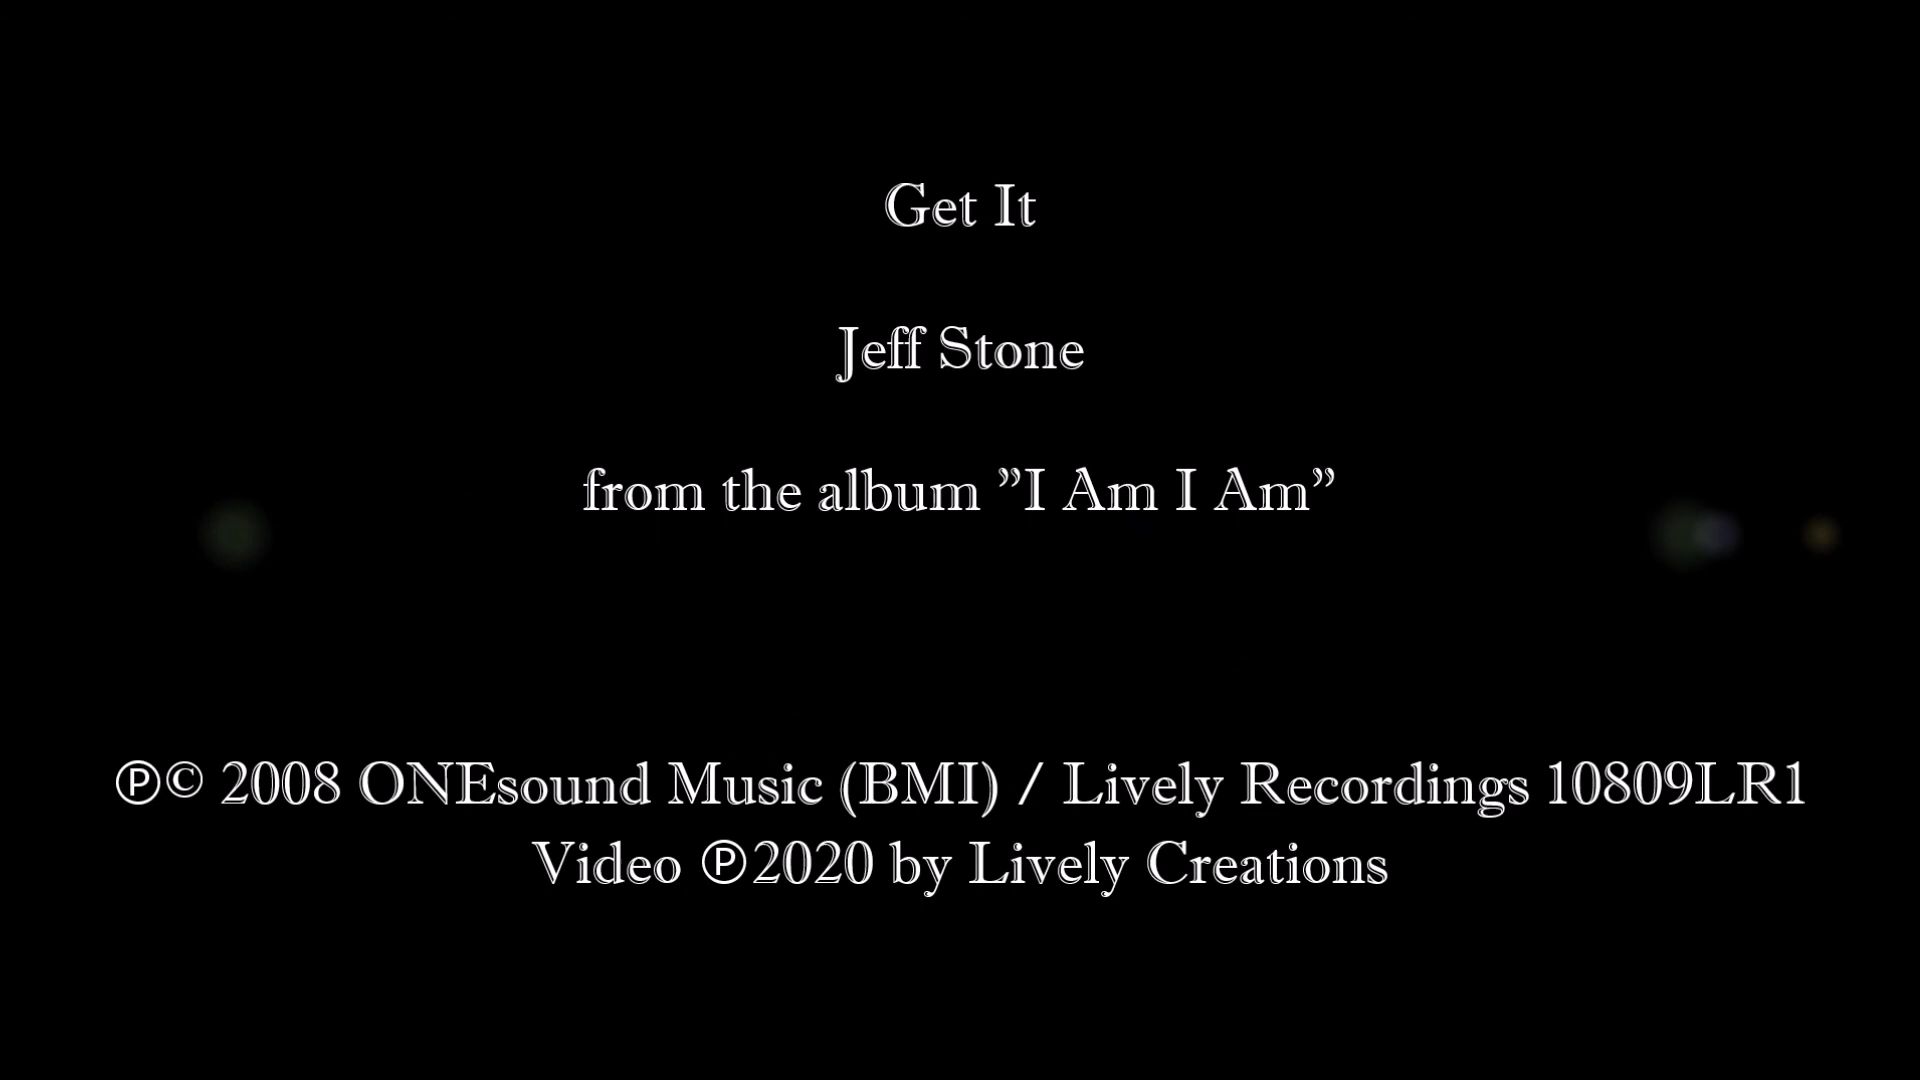 Get It
Jeff Stone
from the album ”I Am I Am”
℗© 2008 ONEsound Music (BMI) / Lively Recordings 10809LR1
Video ℗2020 by Lively Creations